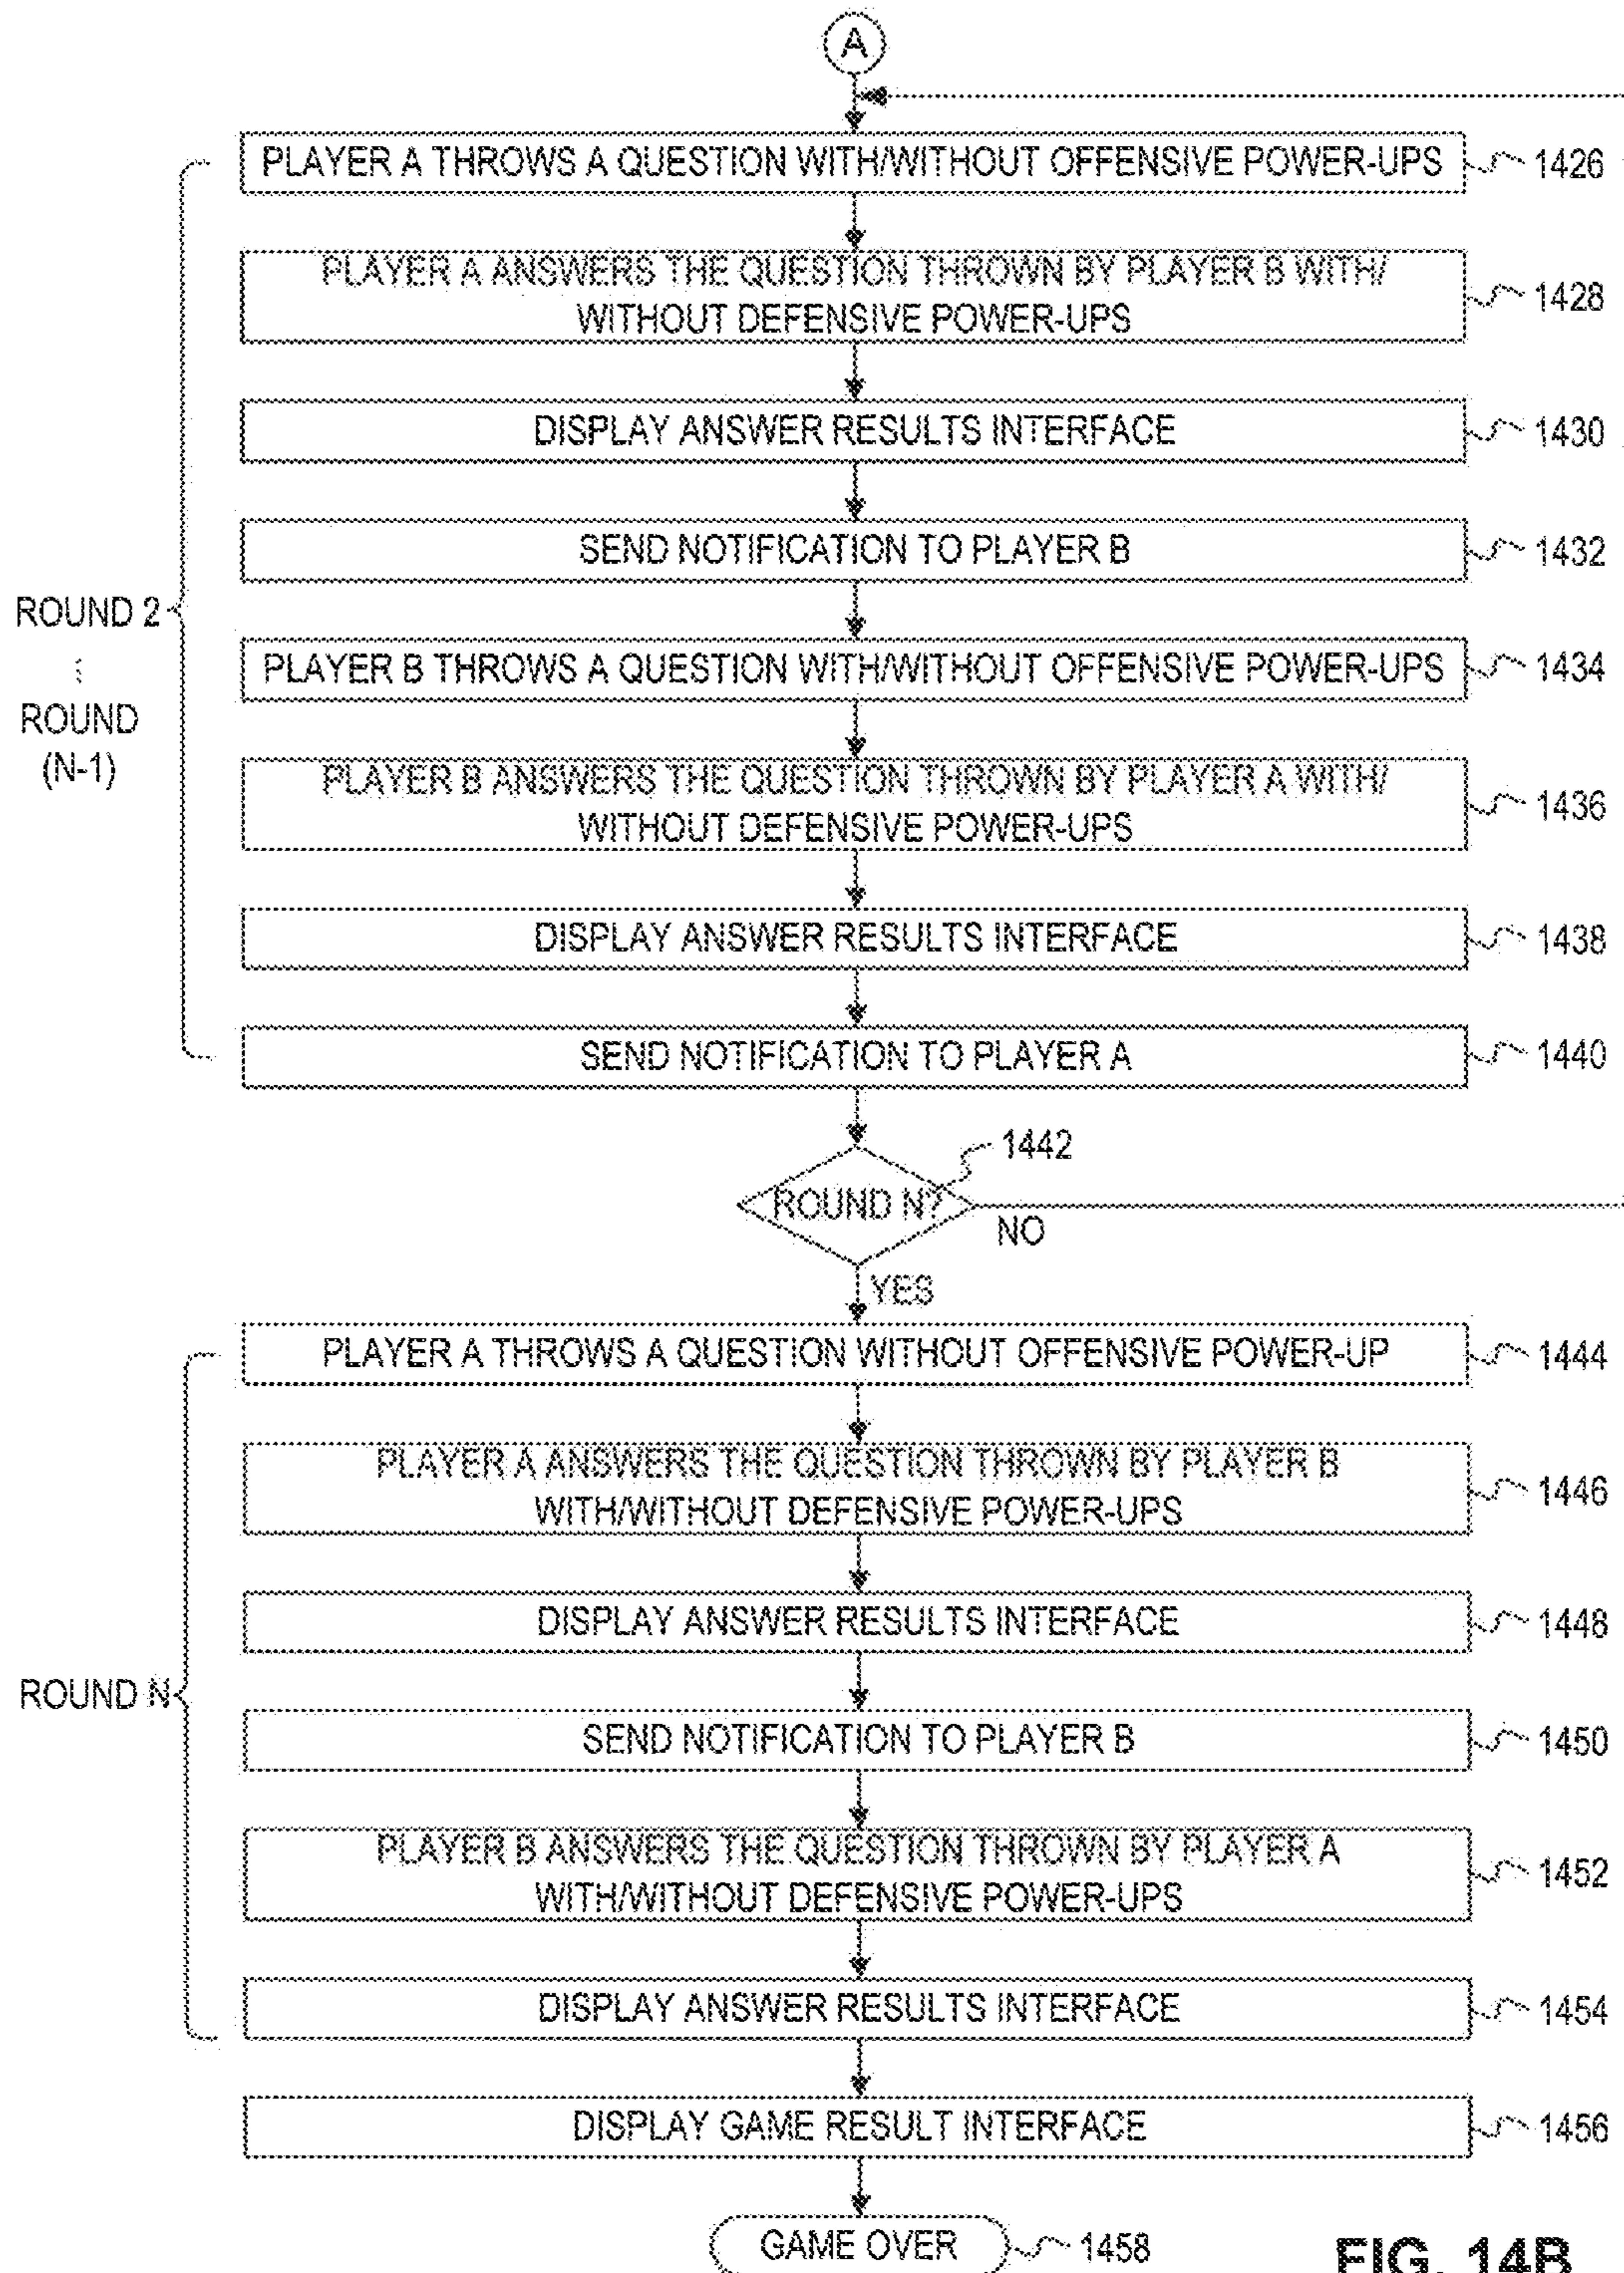 A
PLAYER A THROWS A QUESTION WITH/WITHOUT OFFENSIVE POWER-UPS
1426
PLAYER A ANSWERS THE QUESTION THROWN BY PLAYER B WITH/
WITHOUT DEFENSIVE POWER-UPS
1428
DISPLAY ANSWER RESULTS INTERFACE
1430
SEND NOTIFICATION TO PLAYER B
1432
ROUND 2
ROUND
(N-1)
PLAYER B THROWS A QUESTION WITH/WITHOUT OFFENSIVE POWER-UPS
1434
PLAYER B ANSWERS THE QUESTION THROWN BY PLAYER A WITH/
WITHOUT DEFENSIVE POWER-UPS
1436
DISPLAY ANSWER RESULTS INTERFACE
1438
SEND NOTIFICATION TO PLAYER A
1440
1442
ROUND N?
NO
YES
PLAYER A THROWS A QUESTION WITHOUT OFFENSIVE POWER-UP
1444
PLAYER A ANSWERS THE QUESTION THROWN BY PLAYER B
WITH/WITHOUT DEFENSIVE POWER-UPS
1446
DISPLAY ANSWER RESULTS INTERFACE
1448
ROUND N
SEND NOTIFICATION TO PLAYER B
1450
PLAYER B ANSWERS THE QUESTION THROWN BY PLAYER A
WITH/WITHOUT DEFENSIVE POWER-UPS
1452
DISPLAY ANSWER RESULTS INTERFACE
1454
DISPLAY GAME RESULT INTERFACE
1456
GAME OVER
1458
FIG. 14B